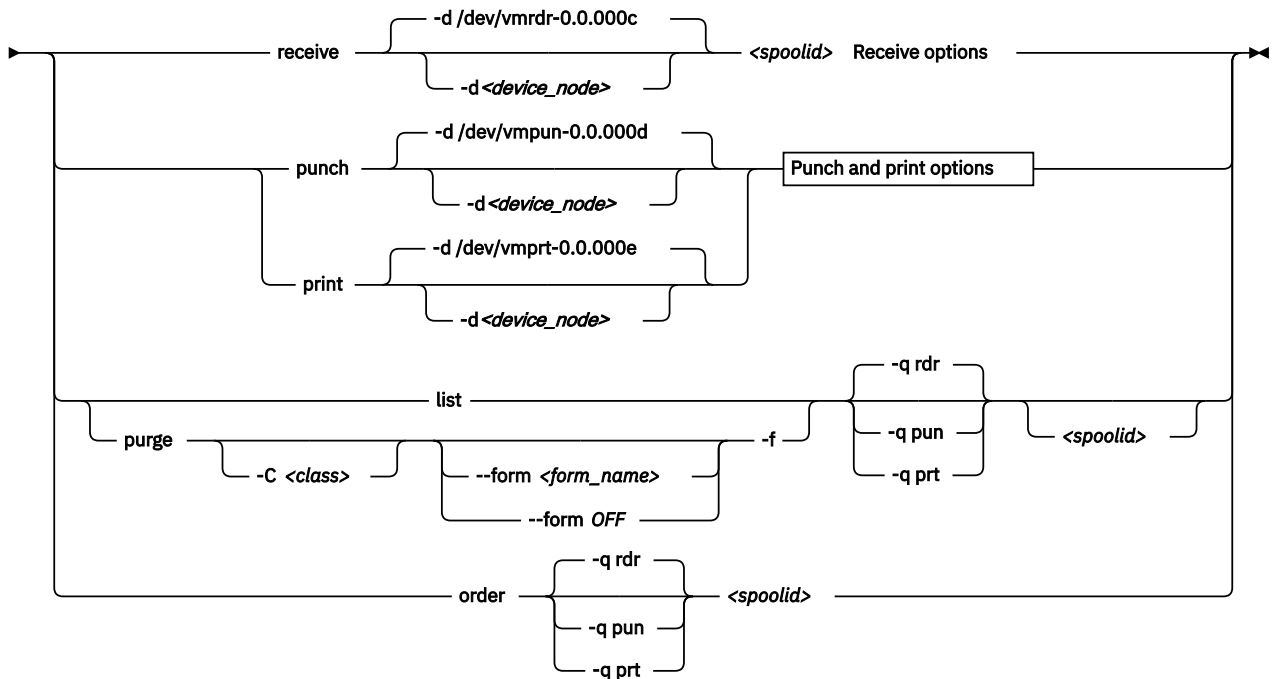 -d /dev/vmrdr-0.0.000c
receive <spoolid> Receive options
-d<device_node>
-d /dev/vmpun-0.0.000d
punch Punch and print options
-d<device_node>
-d /dev/vmprt-0.0.000e
print
-d<device_node>
-q rdr
list
-q pun <spoolid>
purge -f
-C <class> --form <form_name> -q prt
--form OFF
-q rdr
order <spoolid>
-q pun
-q prt